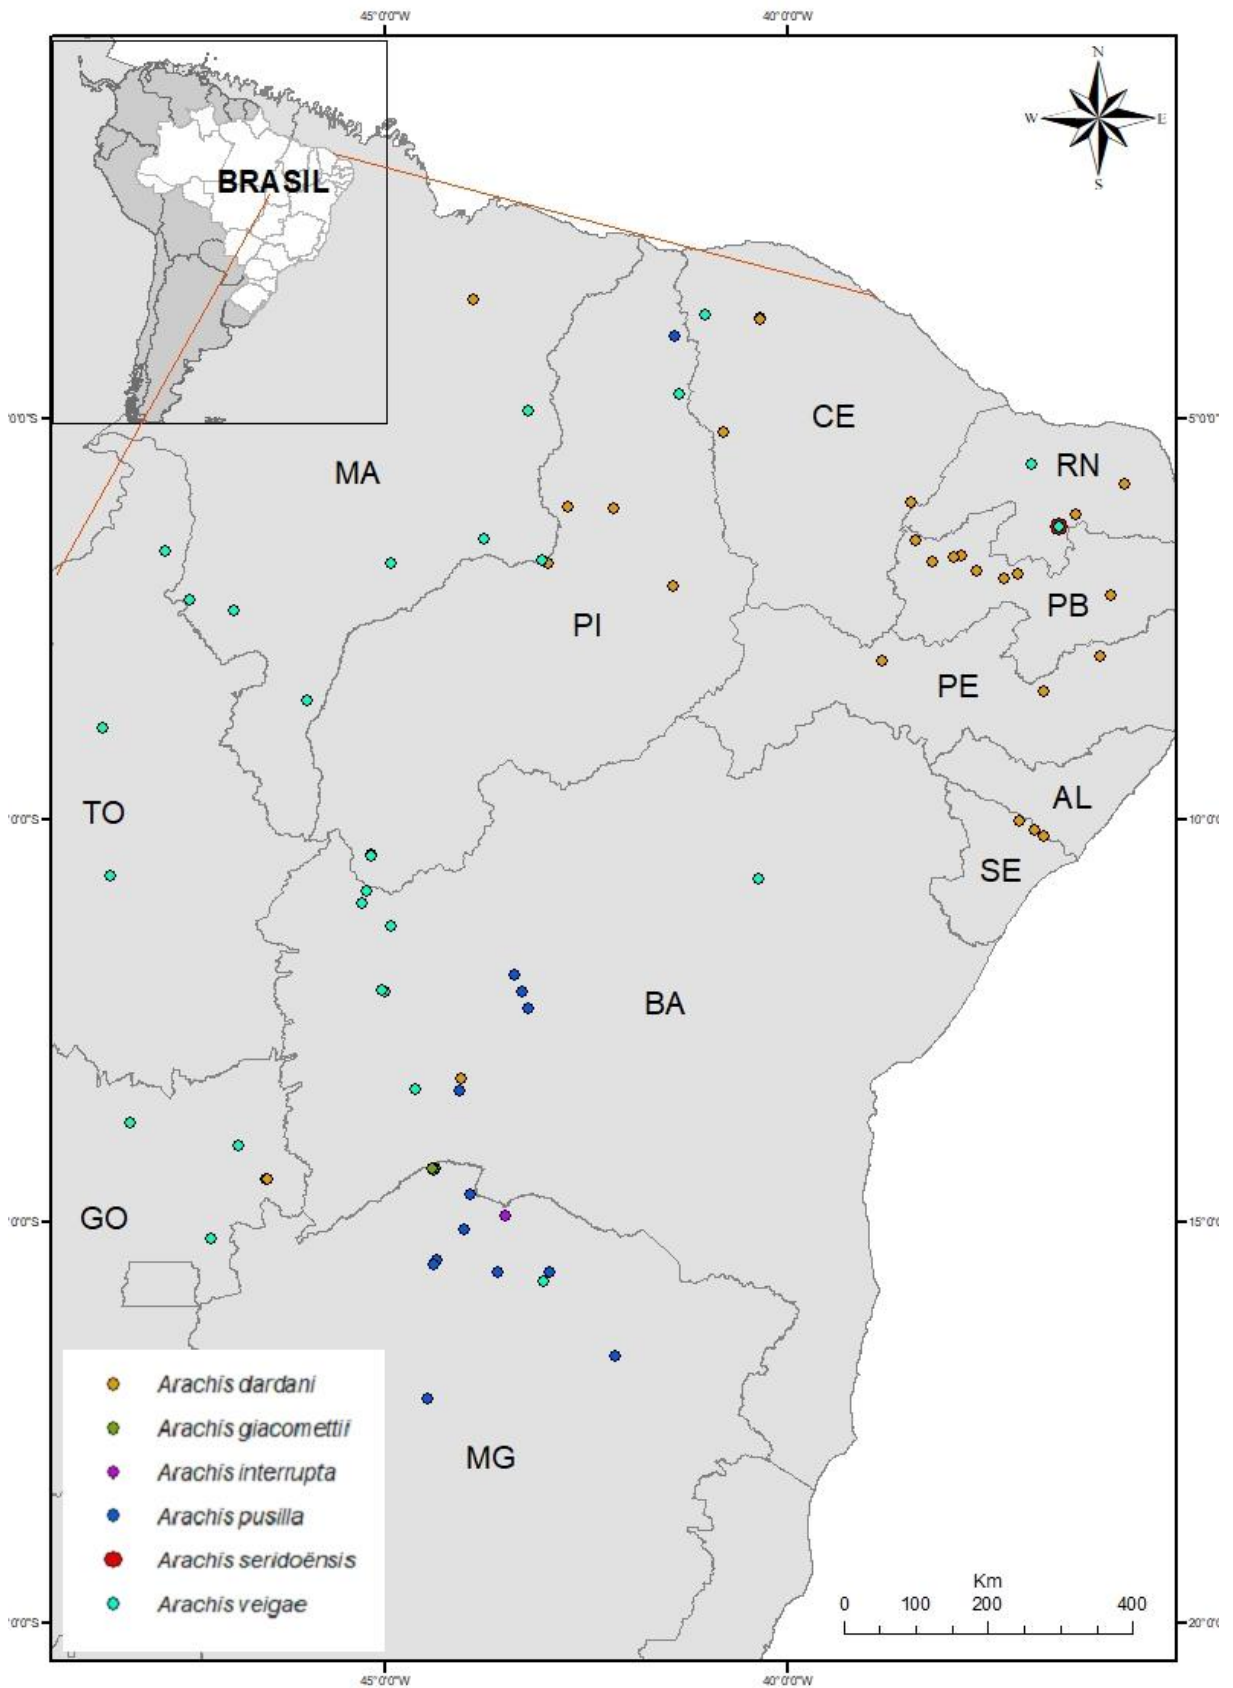 45°0'0"W 40°0'0"W
N
W E
S
BRASIL
CE
RN
MA
PB
PI
PE
AL
TO
SE
BA
GO
MG
Arachis dardani
Arachis giacomettii
Arachis interrupta
Arachis pusilla
Arachis seridoënsis
Arachis veigae
Km
0 100 200 400
45°0'0"W 40°0'0"W